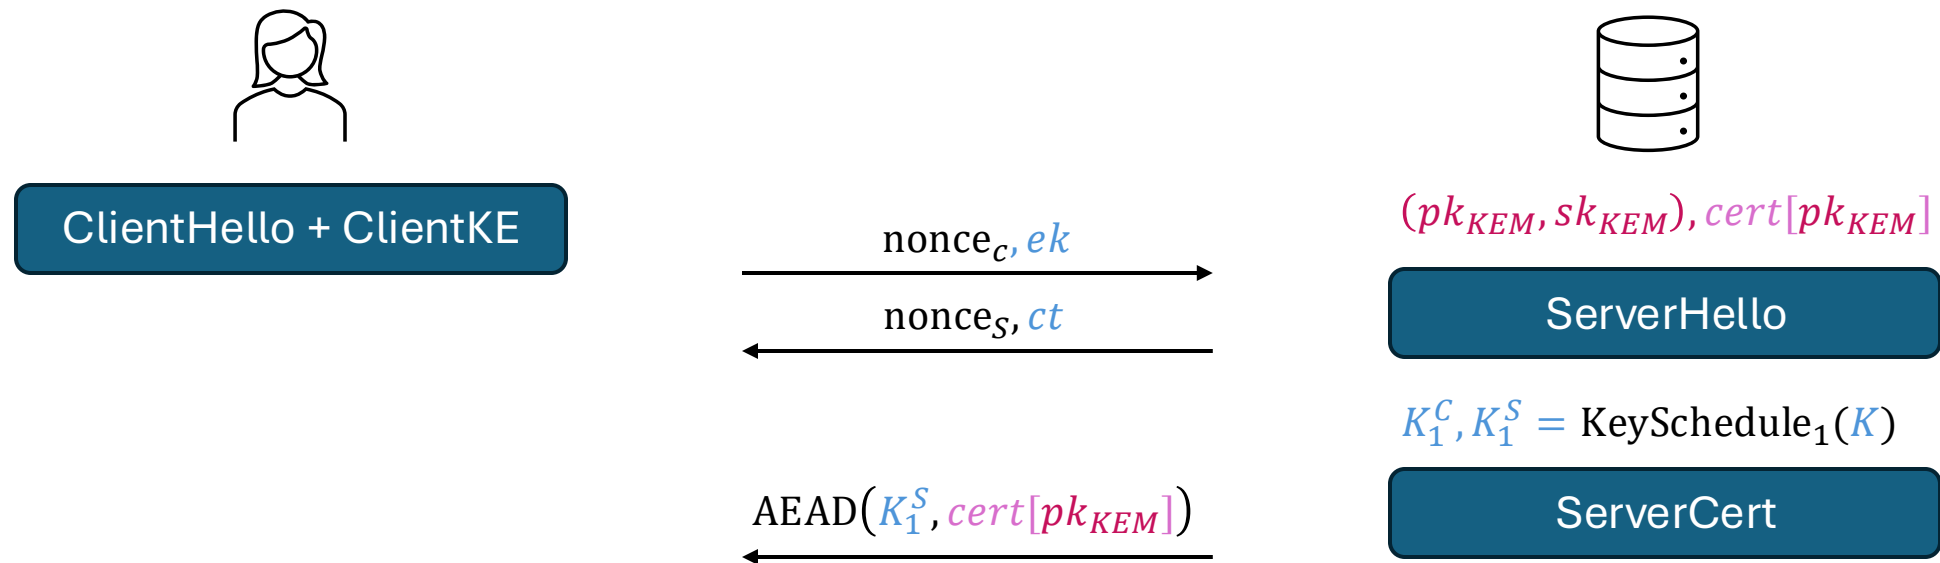 (pk_KEM, sk_KEM), cert[pk_KEM]
ClientHello + ClientKE
nonce_c, ek
ServerHello
nonce_S, ct
K_1^C, K_1^S = KeySchedule_1(K)
AEAD(K_1^S, cert[pk_KEM])
ServerCert